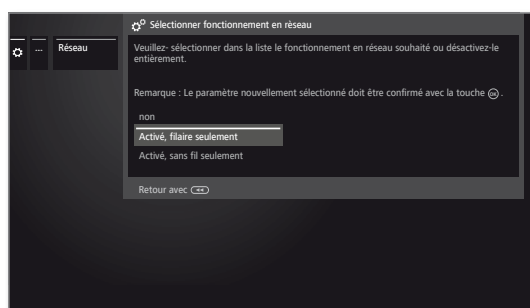 Sélectionner fonctionnement en rèseau
... Réseau
Veuillez- sélectionner dans la liste le fonctionnement en réseau souhaité ou désactivez-le
entièrement.
Remarque : Le paramètre nouvellement sélectionné doit être confirmé avec la touche OK .
non
Activé, filaire seulement
Activé, sans fil seulement
Retour avec